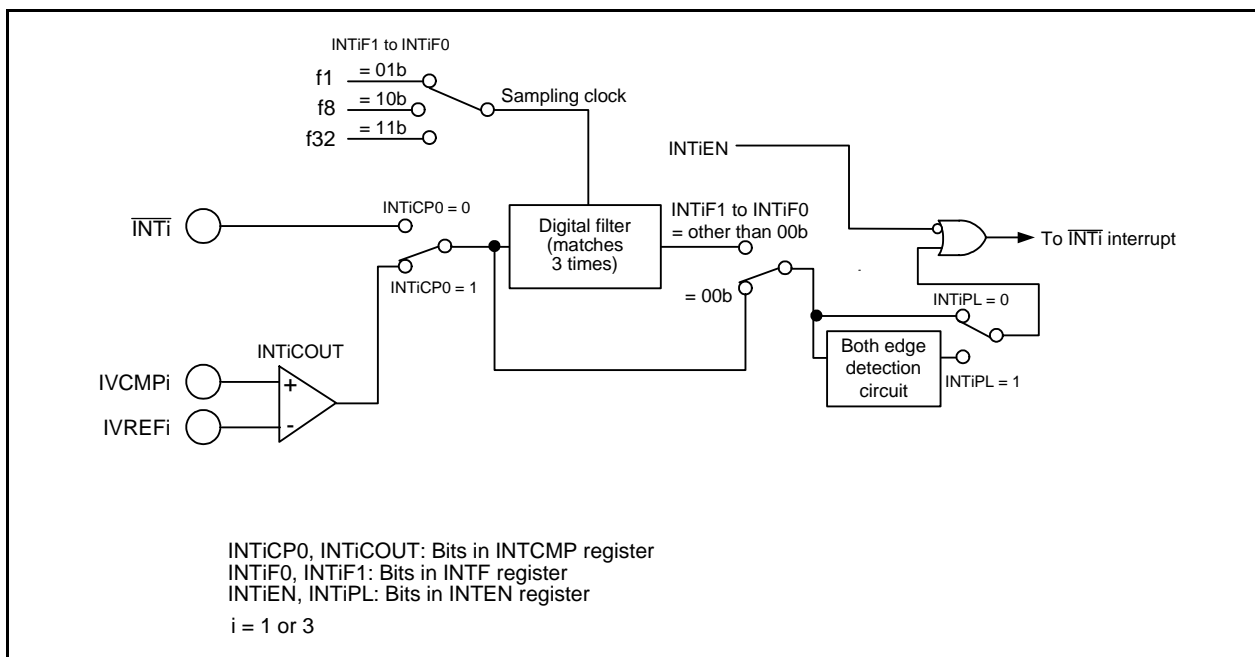 INTiF1 to INTiF0
f1
= 01b
f8
= 10b
f32
= 11b
Sampling clock
INTiEN
INTi
INTiCP0 = 0
INTiCP0 = 1
Digital filter
(matches
3 times)
INTiF1 to INTiF0
= other than 00b
= 00b
To INTi interrupt
INTiPL = 0
Both edge
detection
circuit
INTiPL = 1
INTiCOUT
IVCMPi
+
IVREFi
-
INTiCP0, INTiCOUT: Bits in INTCMP register
INTiF0, INTiF1: Bits in INTF register
INTiEN, INTiPL: Bits in INTEN register
i = 1 or 3